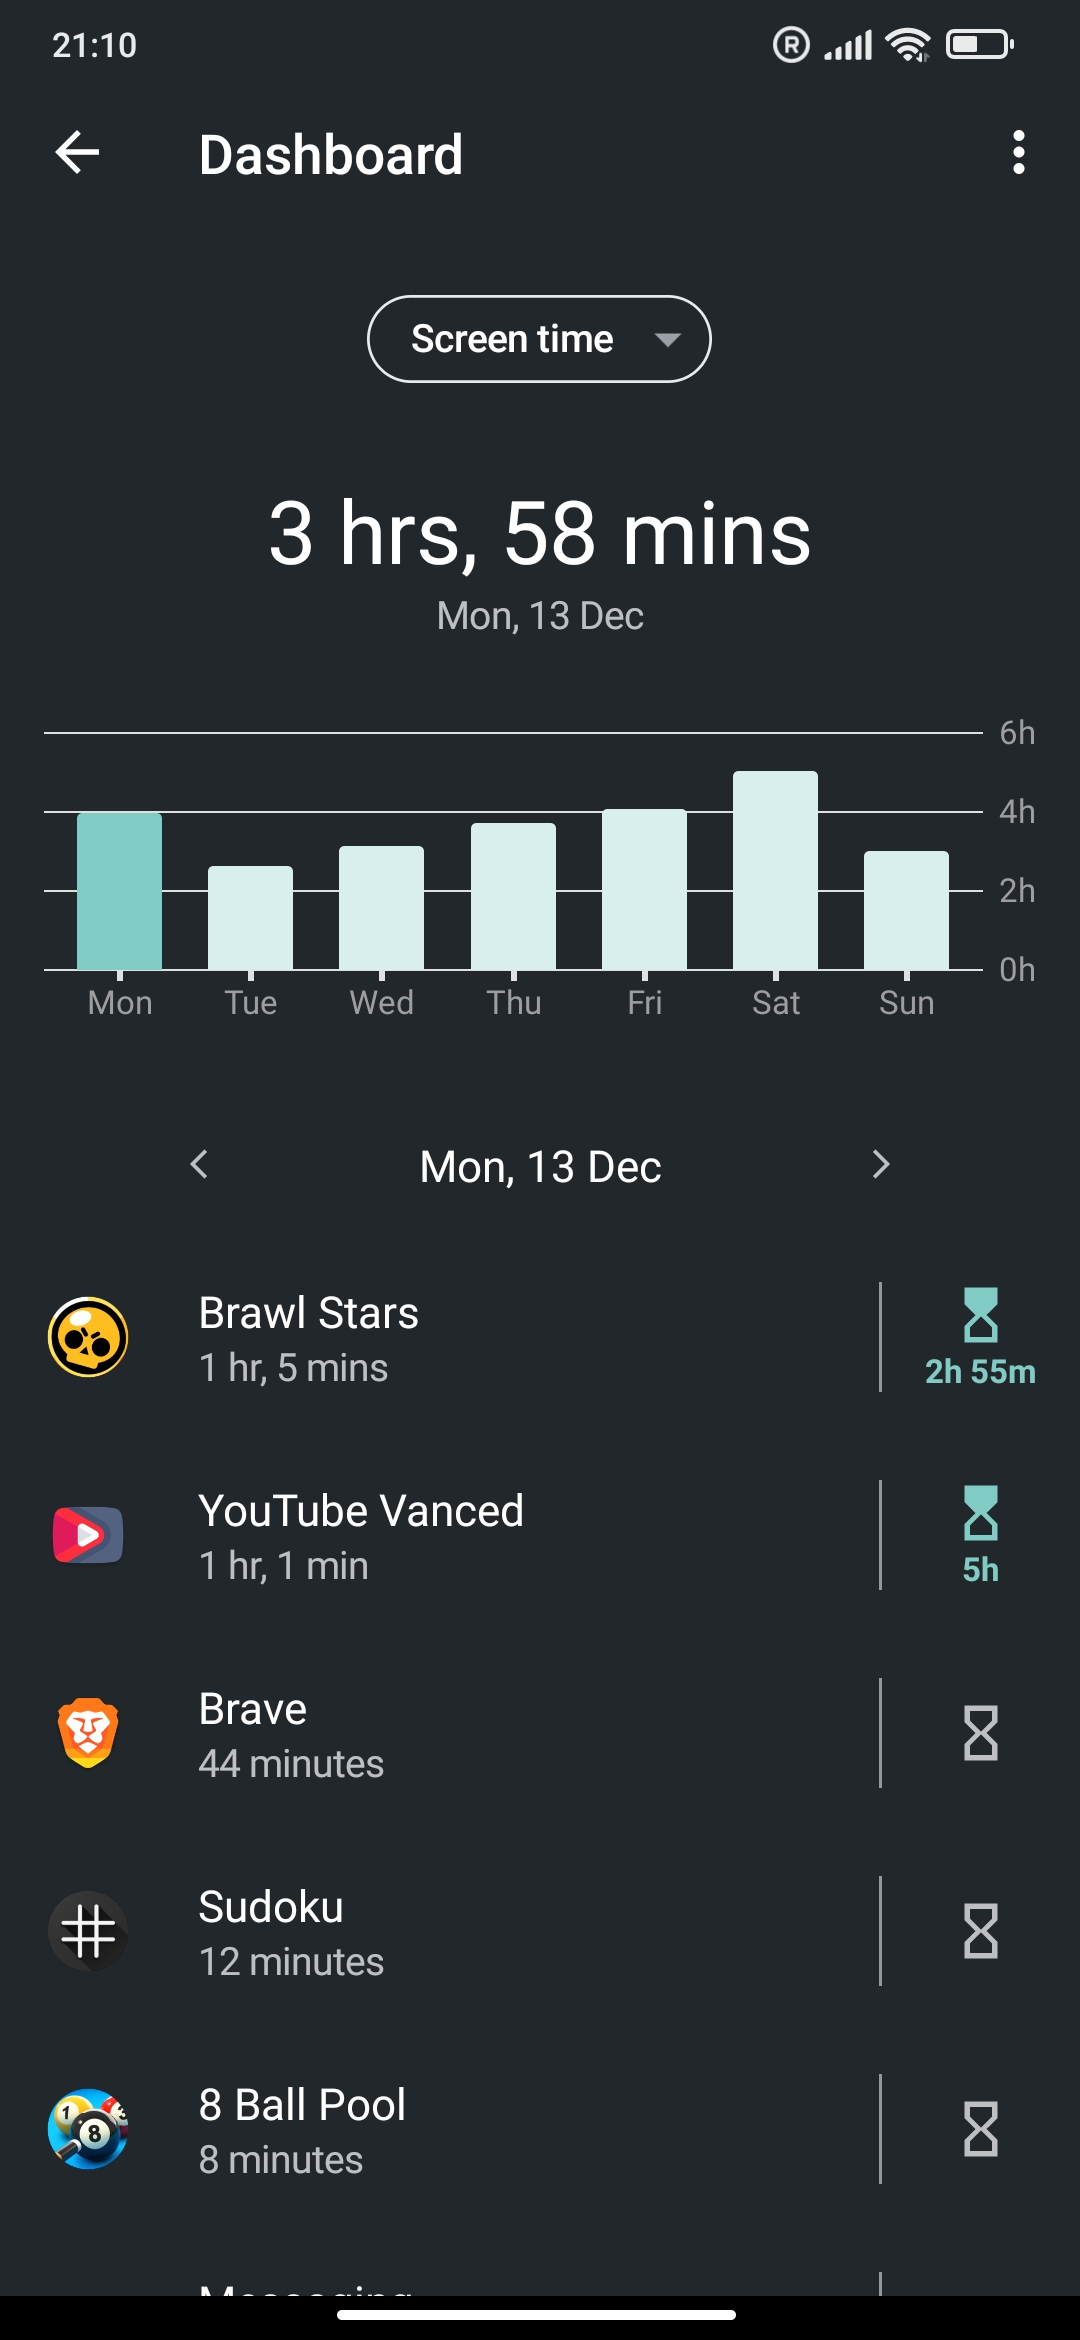 21:10
Dashboard
Screen time
3 hrs, 58 mins
Mon, 13 Dec
6h
4h
2h
0h
Mon Tue Wed Thu Fri Sat Sun
Mon, 13 Dec
Brawl Stars
1 hr, 5 mins
2h 55m
YouTube Vanced
1 hr, 1 min
5h
Brave
44 minutes
Sudoku
12 minutes
8 Ball Pool
8 minutes
Messaging